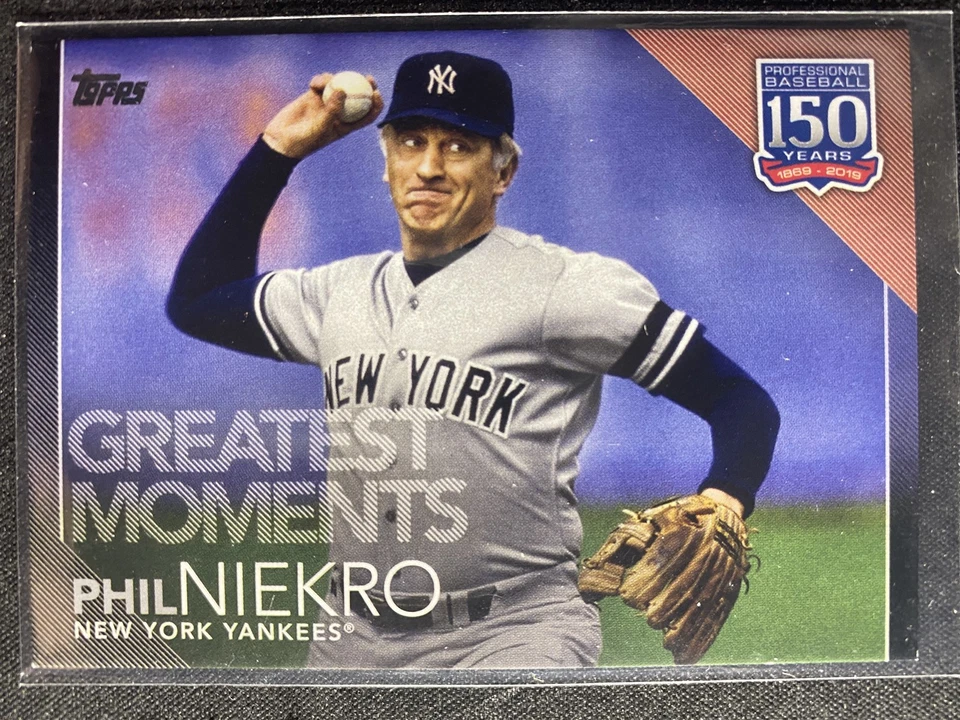 Topps
PROFESSIONAL
BASEBALL
150
YEARS
1869 - 2019
NY
NEW YORK
GREATEST
MOMENTS
PHIL NIEKRO
NEW YORK YANKEES®